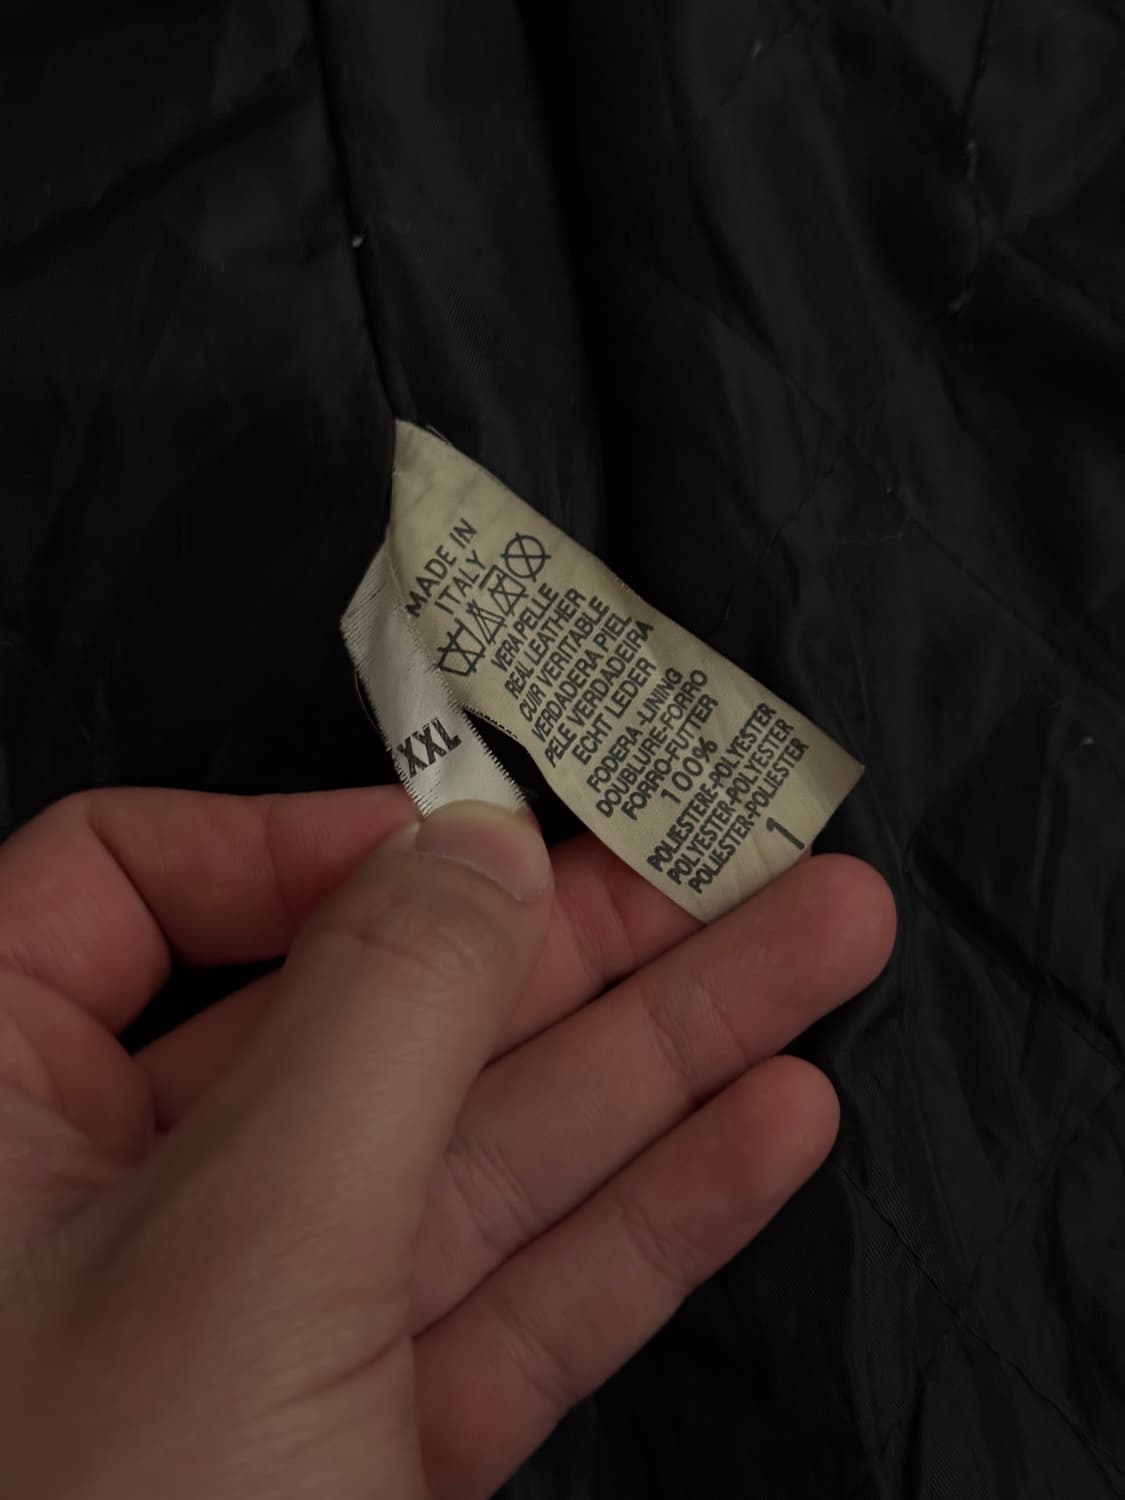 MADE IN
ITALY
VERA PELLE
REAL LEATHER
CUIR VERITABLE
VERDADERA PIEL
PELE VERDADEIRA
ECHT LEDER
FODERA-LINING
DOUBLURE-FORRO
FORRO-FUTTER
100%
POLIESTERE-POLYESTER
POLYESTER-POLYESTER
POLIESTER-POLIESTER
1
XXL